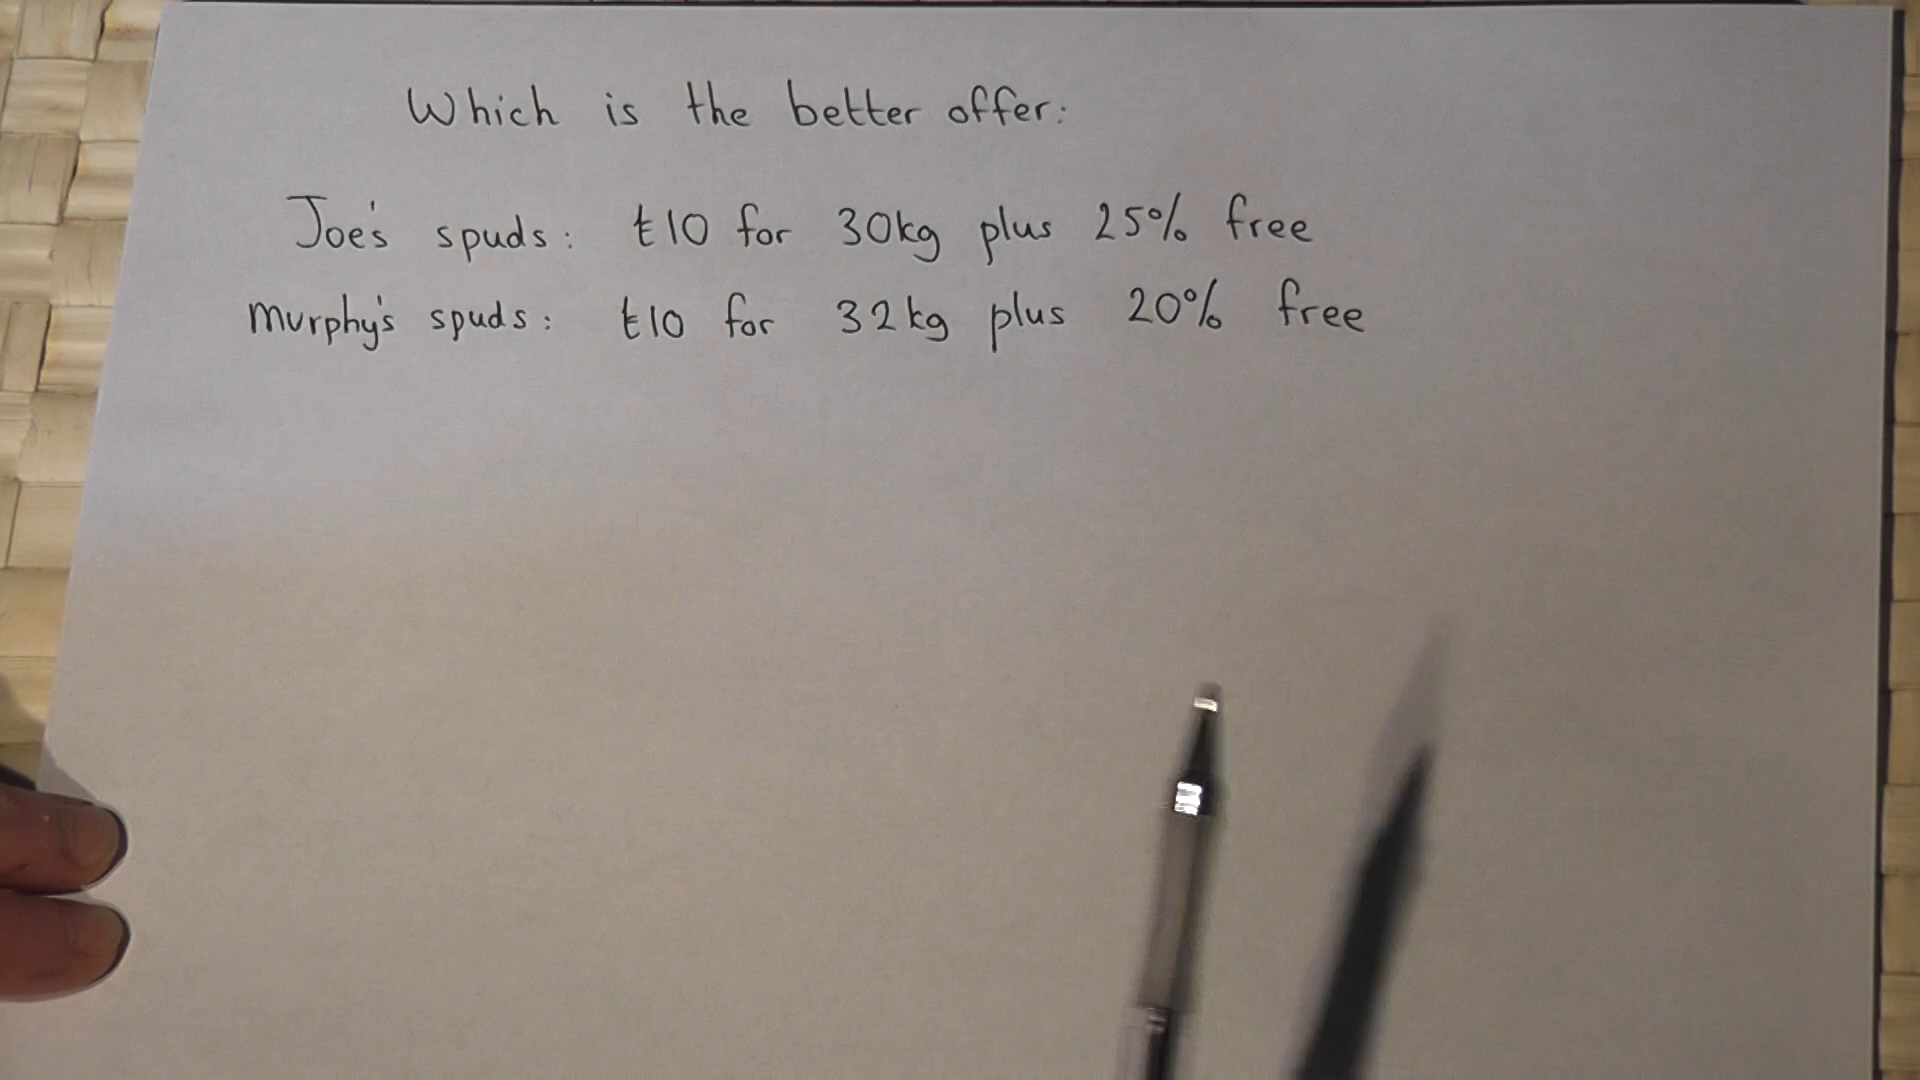 Which is the better offer:
Joe's spuds: £10 for 30kg plus 25% free
Murphy's spuds: £10 for 32kg plus 20% free